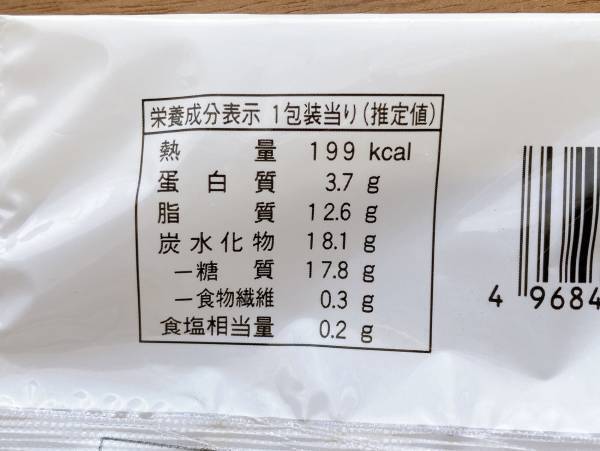 栄養成分表示 1包装当り(推定値)
熱量 199 kcal
蛋白質 3.7 g
脂質 12.6 g
炭水化物 18.1 g
―糖質 17.8 g
―食物繊維 0.3 g
食塩相当量 0.2 g
4 9684